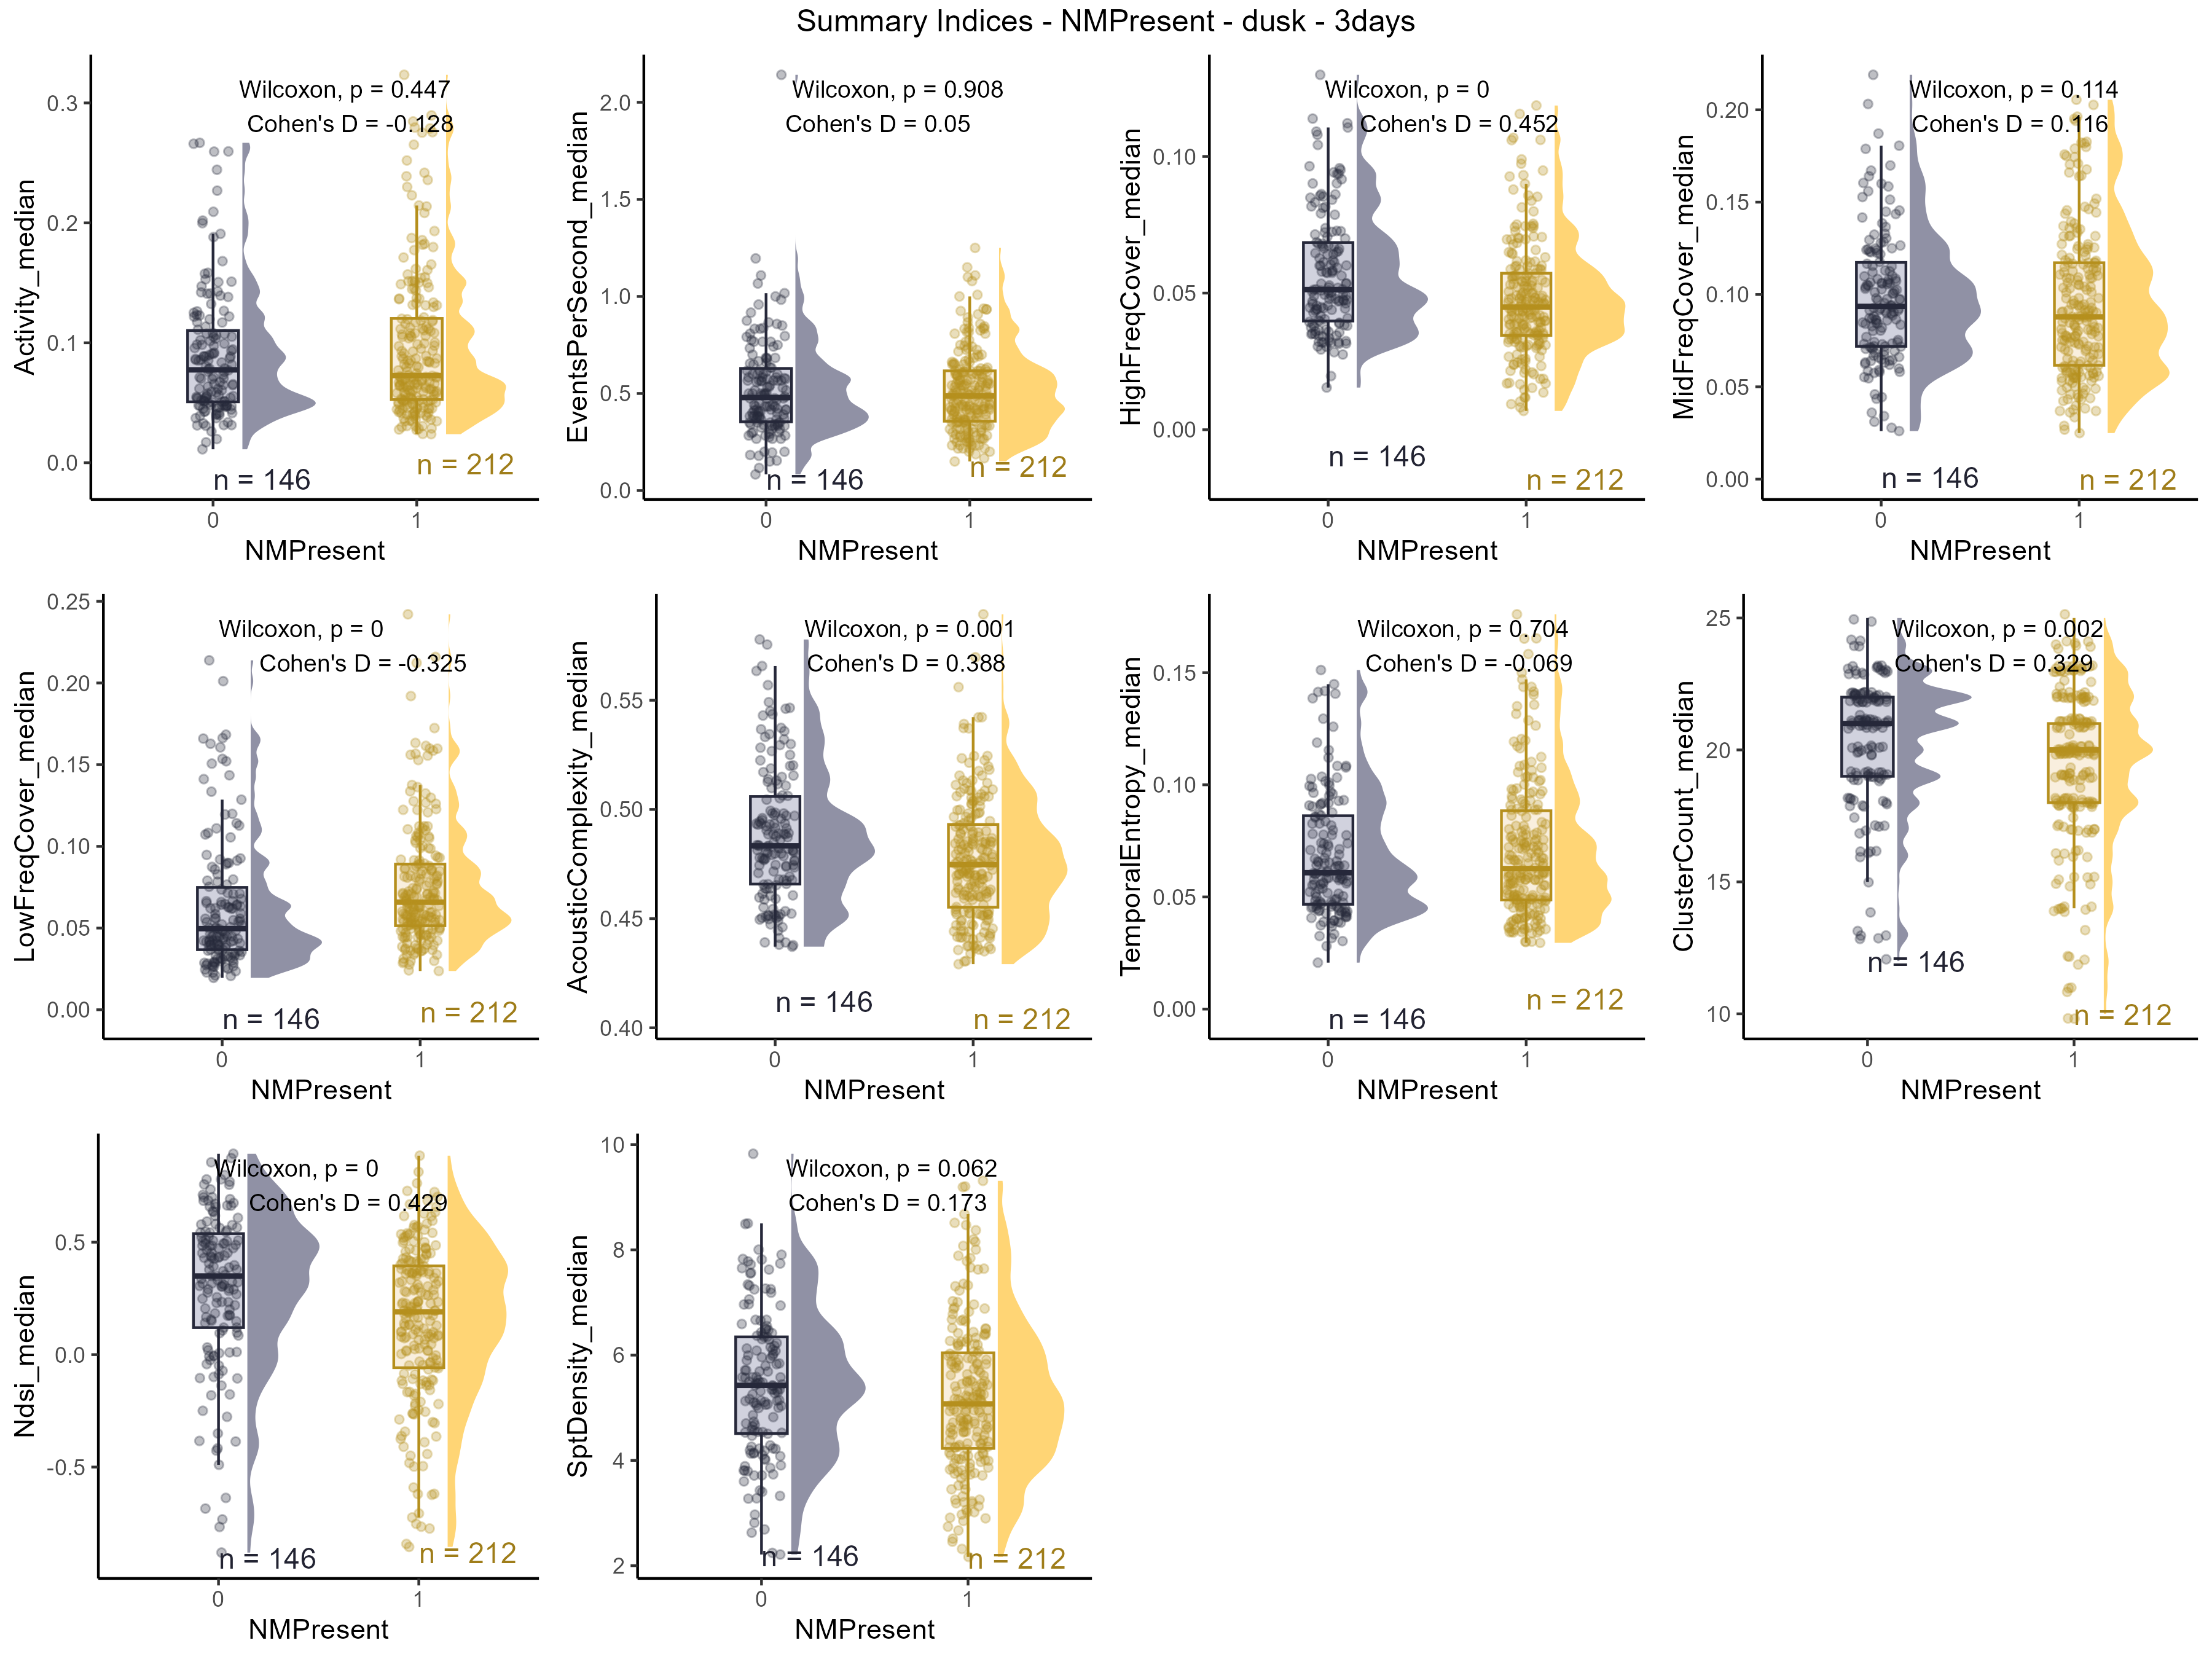 Summary Indices - NMPresent - dusk - 3days
Activity_median
0.3
0.2
0.1
0.0
Wilcoxon, p = 0.447
Cohen's D = -0.128
n = 146
n = 212
0
1
NMPresent
EventsPerSecond_median
2.0
1.5
1.0
0.5
0.0
Wilcoxon, p = 0.908
Cohen's D = 0.05
n = 146
n = 212
0
1
NMPresent
HighFreqCover_median
0.10
0.05
0.00
Wilcoxon, p = 0
Cohen's D = 0.452
n = 146
n = 212
0
1
NMPresent
MidFreqCover_median
0.20
0.15
0.10
0.05
0.00
Wilcoxon, p = 0.114
Cohen's D = 0.116
n = 146
n = 212
0
1
NMPresent
LowFreqCover_median
0.25
0.20
0.15
0.10
0.05
0.00
Wilcoxon, p = 0
Cohen's D = -0.325
n = 146
n = 212
0
1
NMPresent
AcousticComplexity_median
0.55
0.50
0.45
0.40
Wilcoxon, p = 0.001
Cohen's D = 0.388
n = 146
n = 212
0
1
NMPresent
TemporalEntropy_median
0.15
0.10
0.05
0.00
Wilcoxon, p = 0.704
Cohen's D = -0.069
n = 146
n = 212
0
1
NMPresent
ClusterCount_median
25
20
15
10
Wilcoxon, p = 0.002
Cohen's D = 0.329
n = 146
n = 212
0
1
NMPresent
Ndsi_median
0.5
0.0
-0.5
Wilcoxon, p = 0
Cohen's D = 0.429
n = 146
n = 212
0
1
NMPresent
SptDensity_median
10
8
6
4
2
Wilcoxon, p = 0.062
Cohen's D = 0.173
n = 146
n = 212
0
1
NMPresent